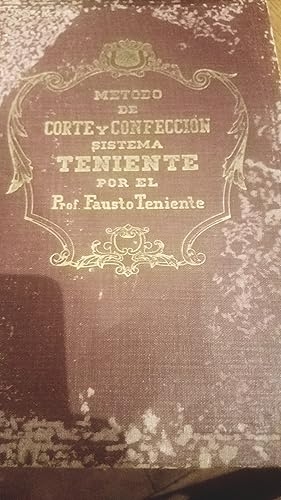 METODO
DE
CORTE Y CONFECCIÓN
SISTEMA
TENIENTE
POR EL
Prof. Fausto Teniente